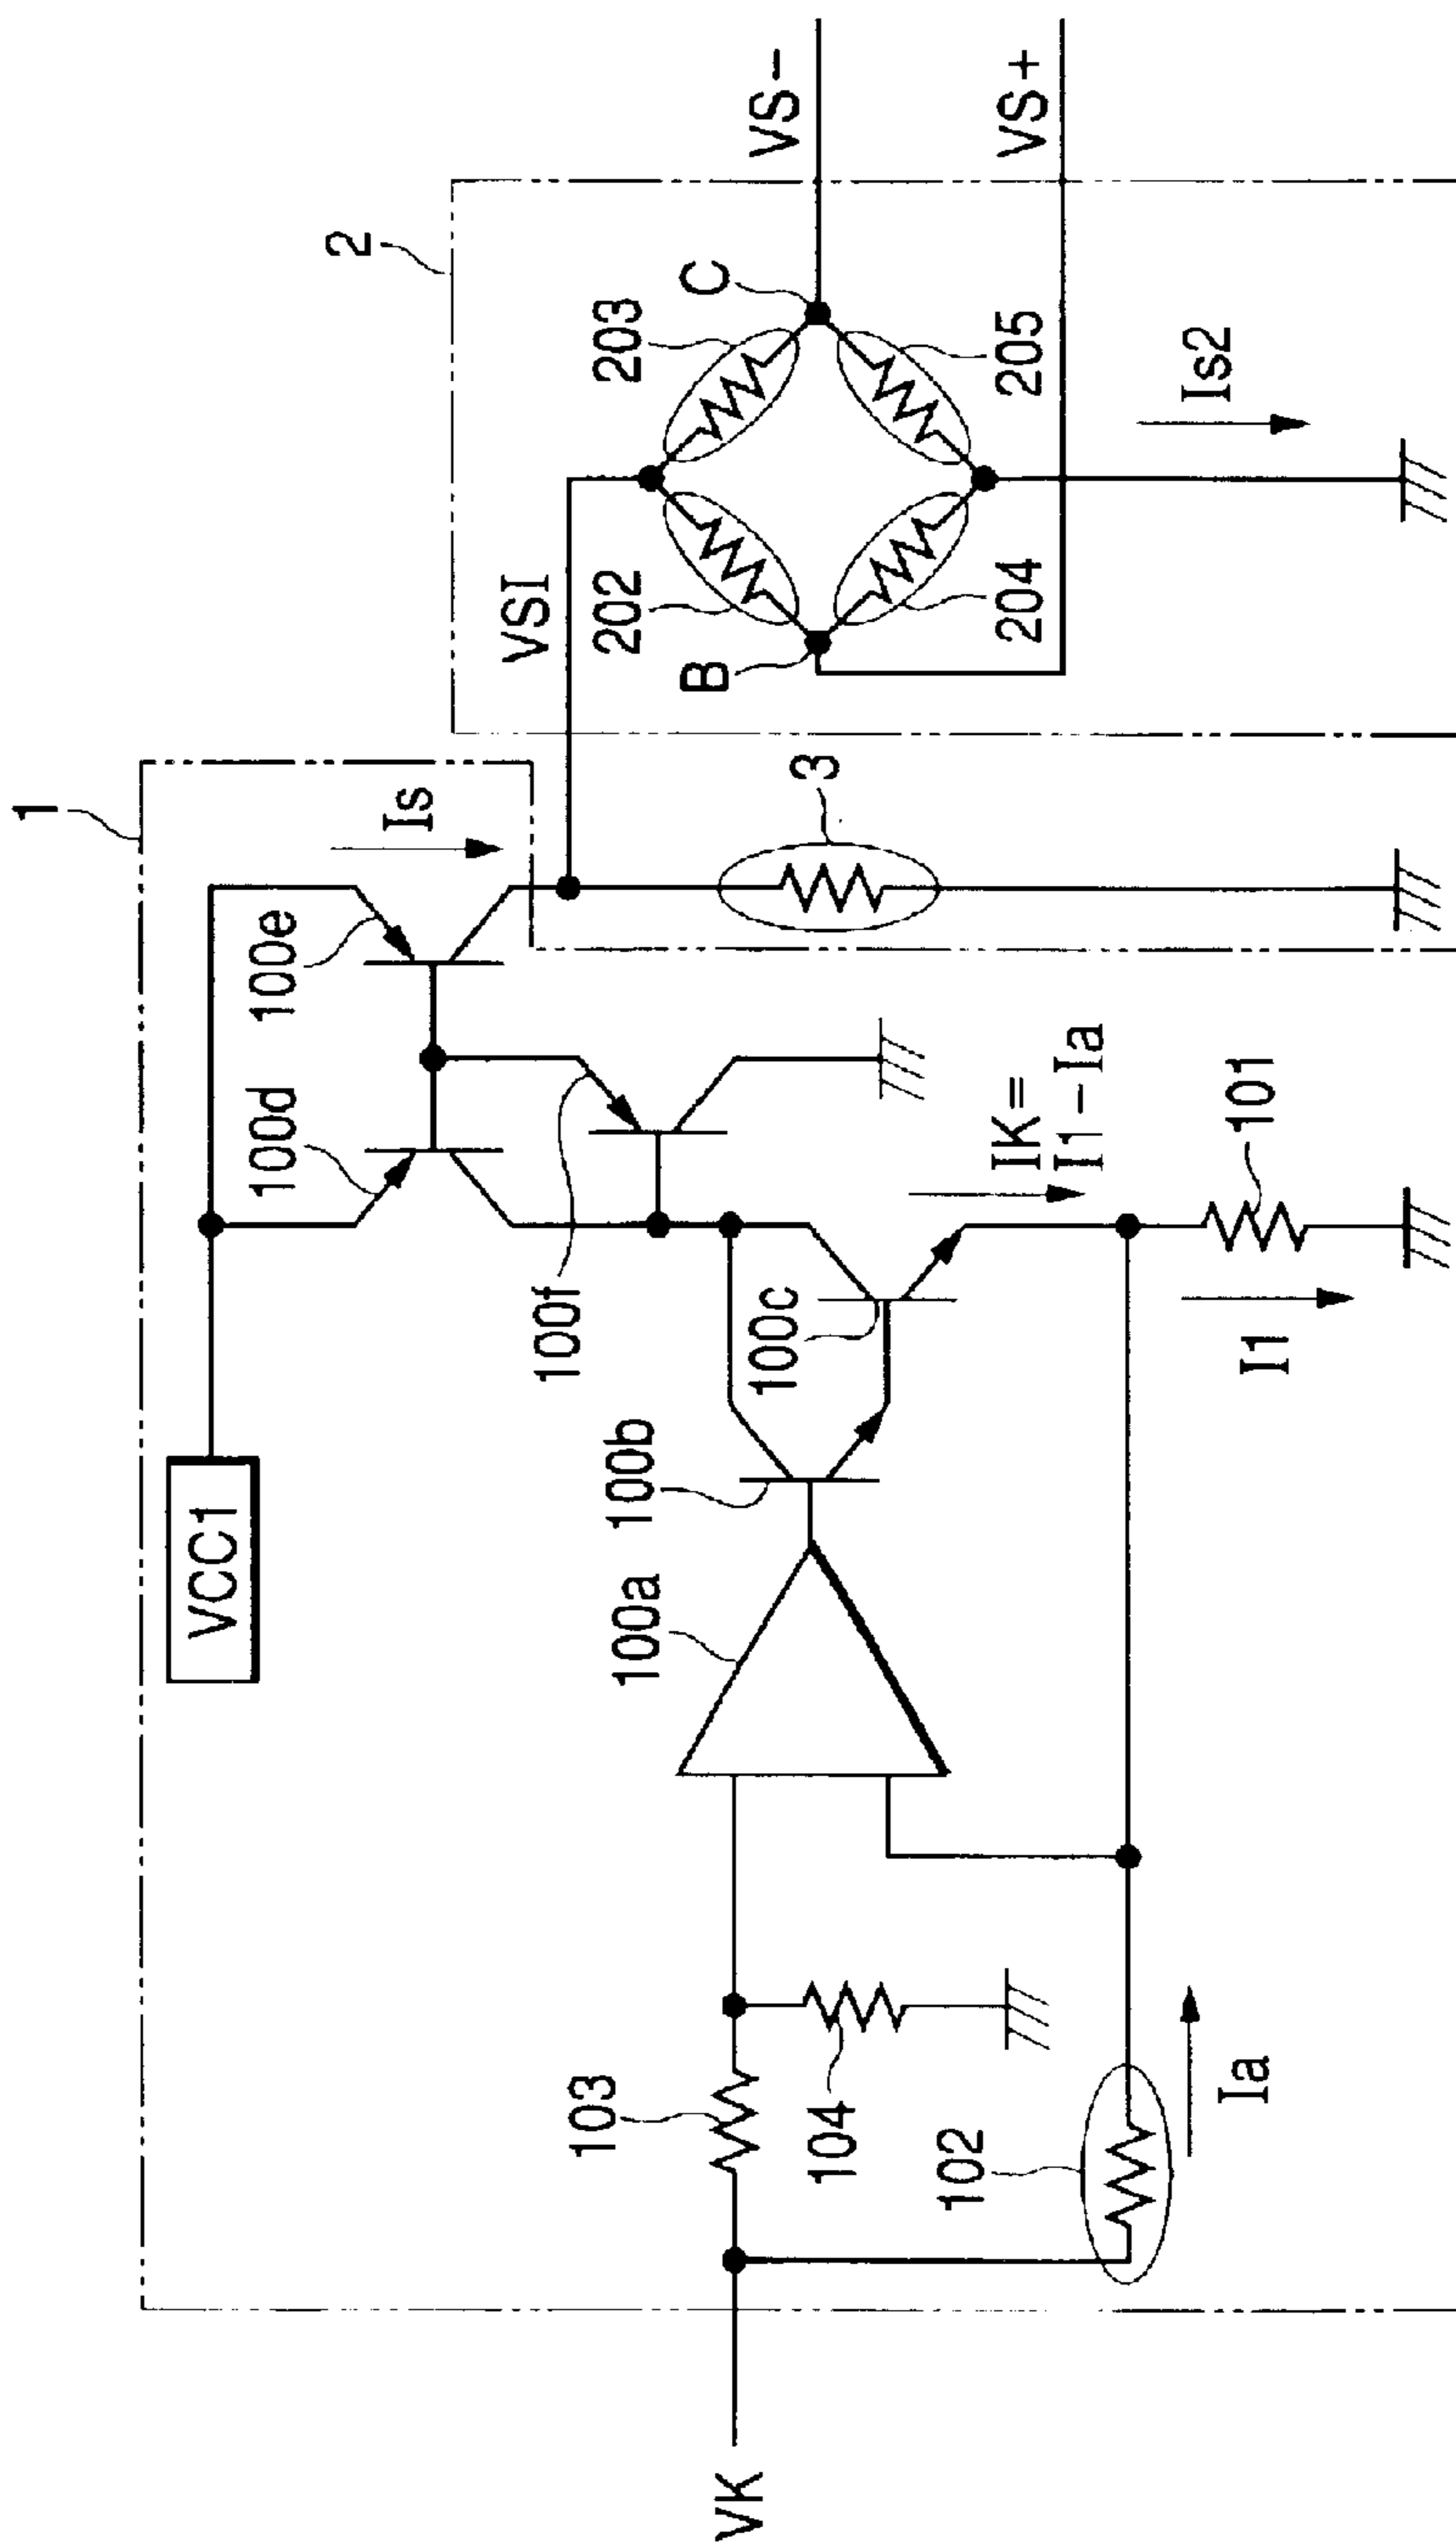 1
VCC1
100d
100e
Is
2
VSI
202
203
B
C
204
205
VS-
VS+
Is2
3
100f
100a
100b
100c
IK=
I1-Ia
101
I1
VK
103
104
102
Ia